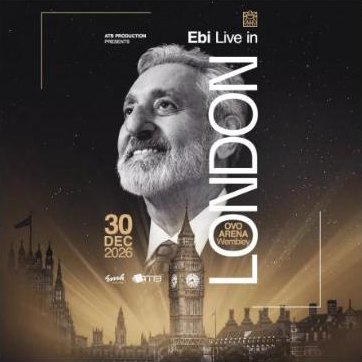 ATB PRODUCTION
PRESENTS
Ebi Live in
LONDON
30
DEC
2026
OVO
ARENA
Wembley
ATB